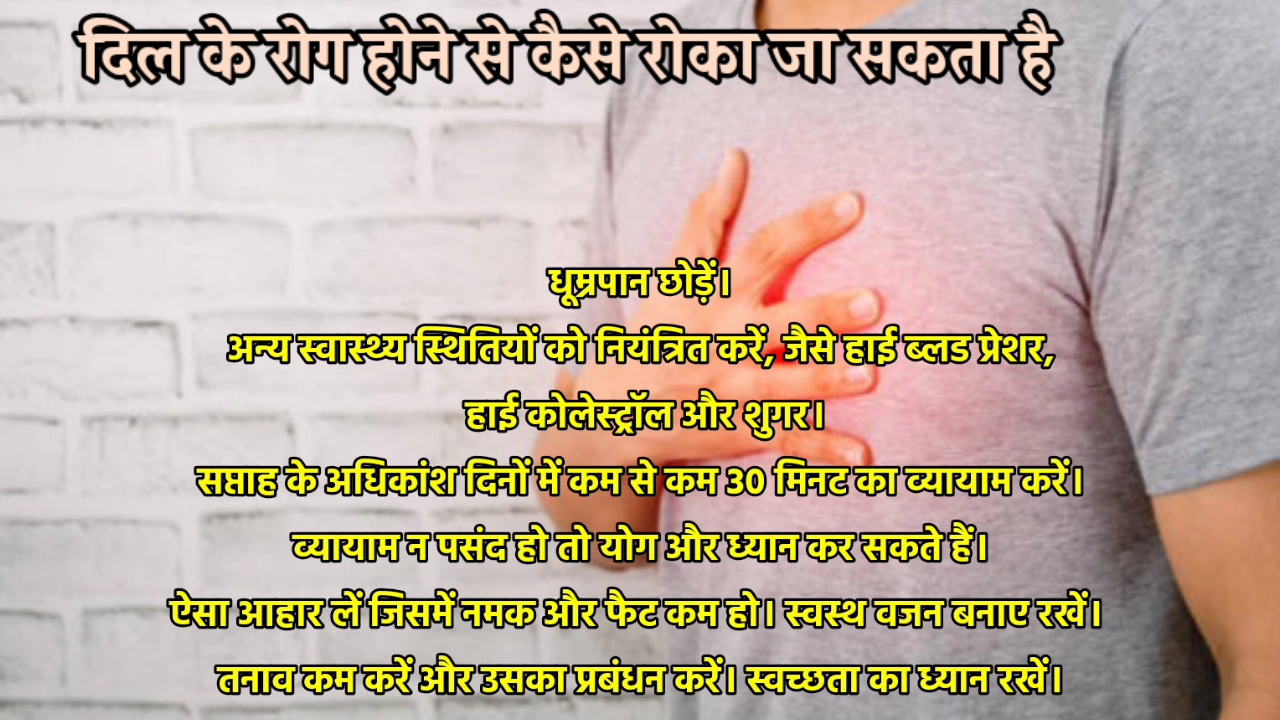 दिल के रोग होने से कैसे रोका जा सकता है
धूम्रपान छोड़ें।
अन्य स्वास्थ्य स्थितियों को नियंत्रित करें, जैसे हाई ब्लड प्रेशर,
हाई कोलेस्ट्रॉल और शुगर।
सप्ताह के अधिकांश दिनों में कम से कम 30 मिनट का व्यायाम करें।
व्यायाम न पसंद हो तो योग और ध्यान कर सकते हैं।
ऐसा आहार लें जिसमें नमक और फैट कम हो। स्वस्थ वजन बनाए रखें।
तनाव कम करें और उसका प्रबंधन करें। स्वच्छता का ध्यान रखें।